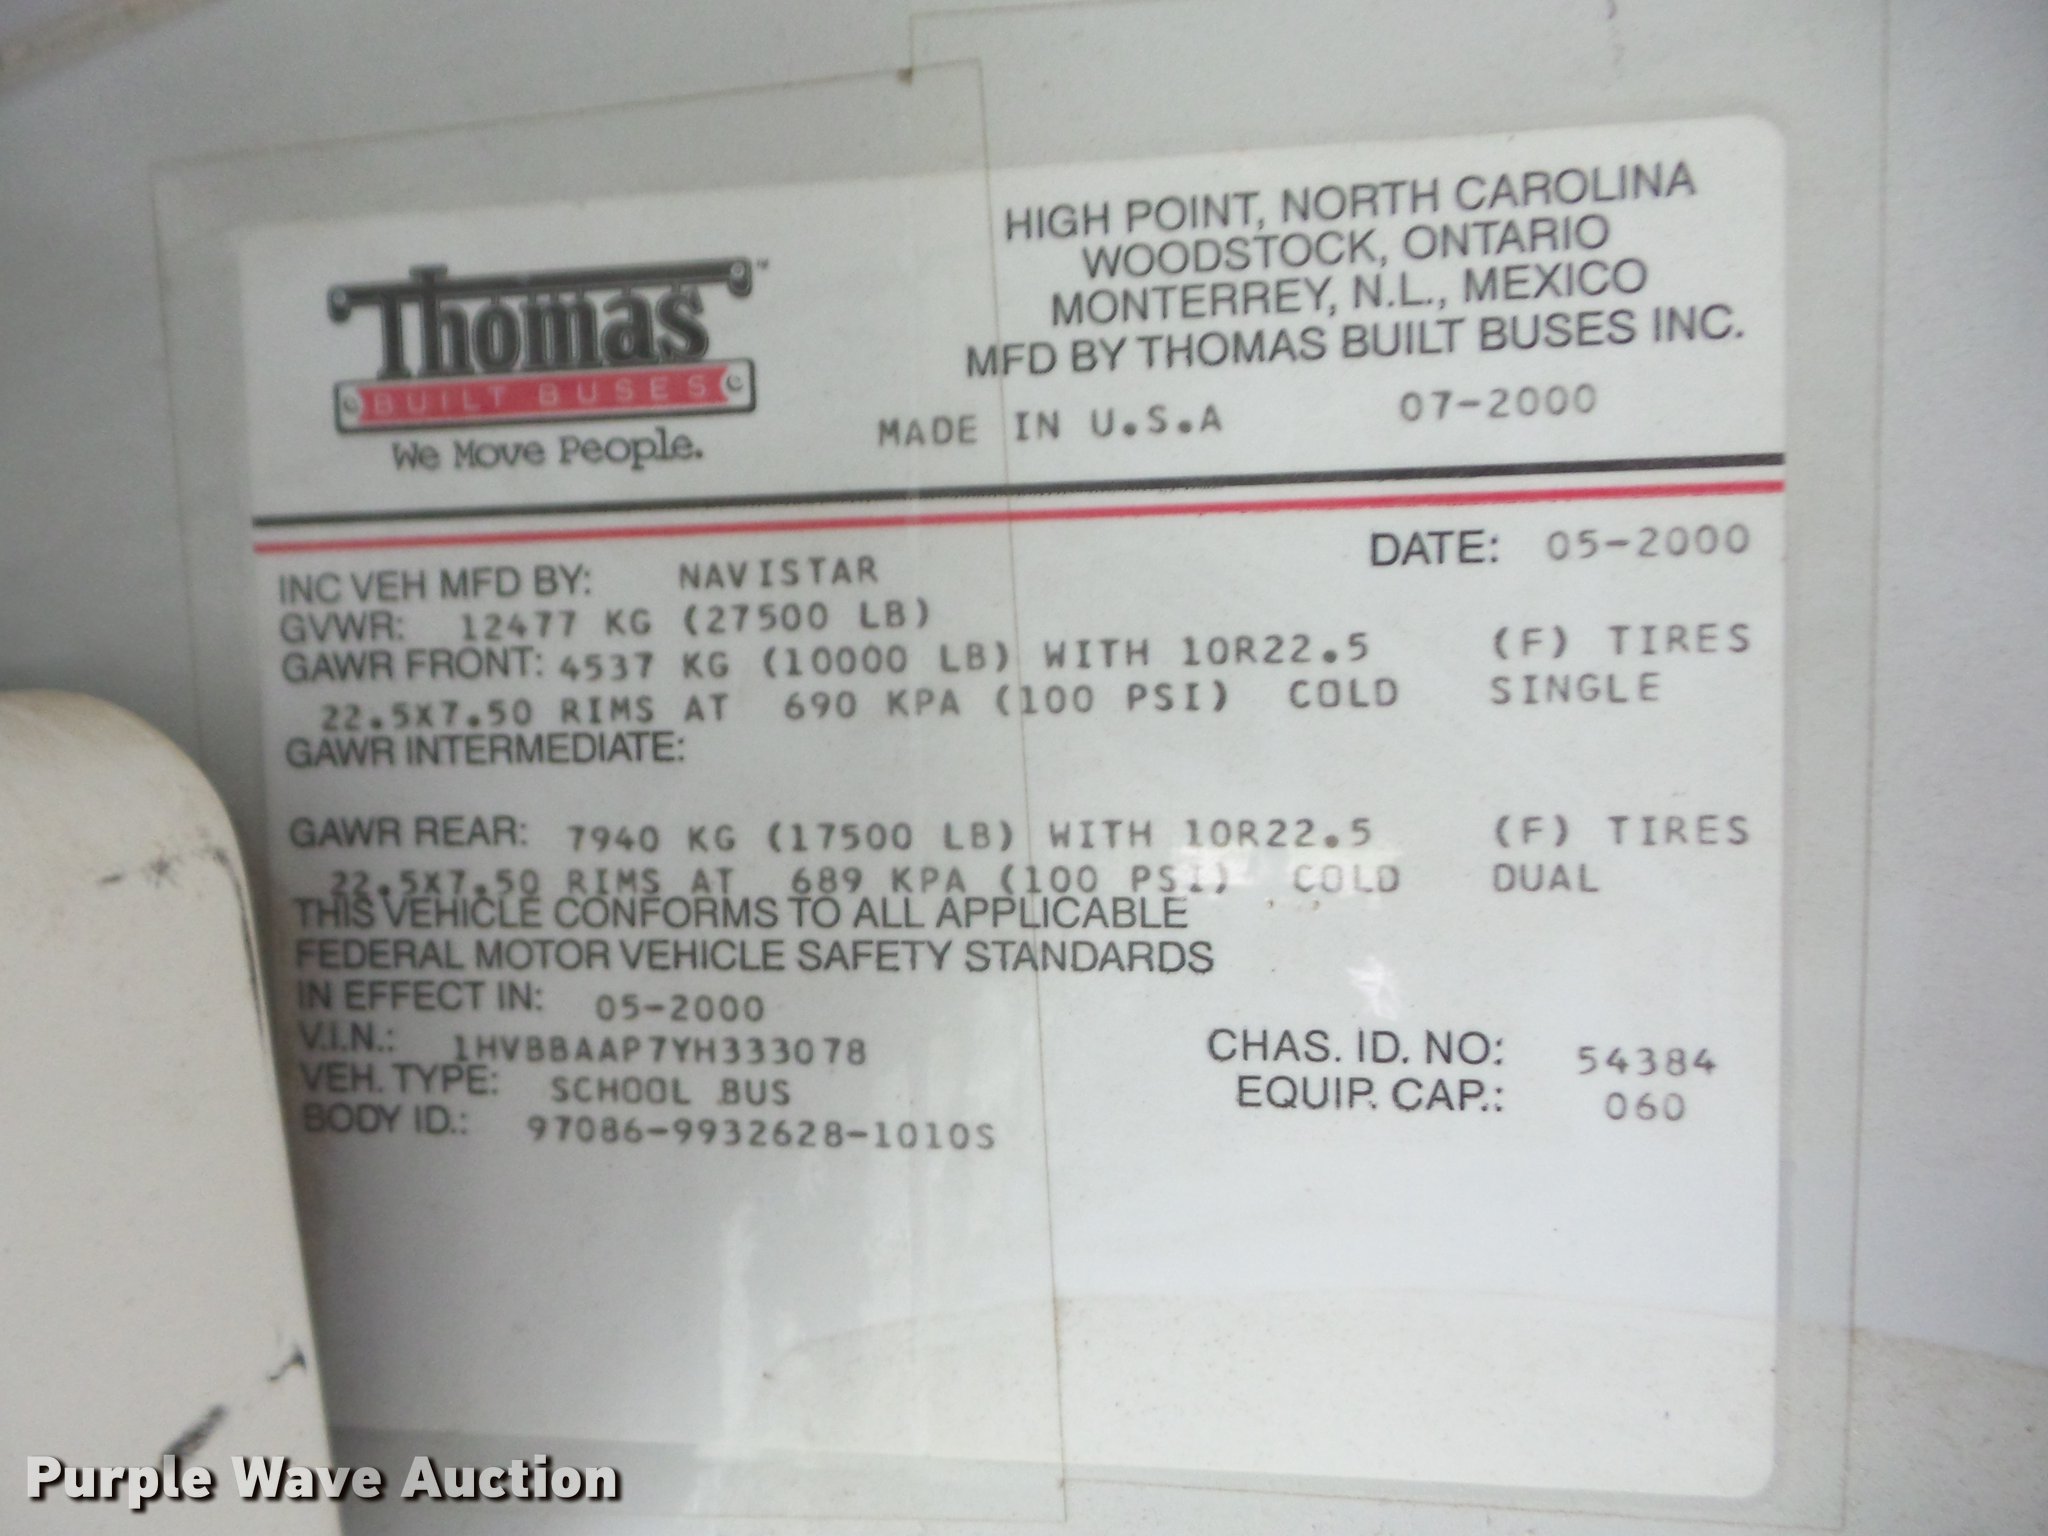 HIGH POINT, NORTH CAROLINA
WOODSTOCK, ONTARIO
MONTERREY, N.L., MEXICO
MFD BY THOMAS BUILT BUSES INC.
Thomas™
BUILT BUSES
We Move People.
MADE IN U.S.A 07-2000
DATE: 05-2000
INC VEH MFD BY: NAVISTAR
GVWR: 12477 KG (27500 LB)
GAWR FRONT: 4537 KG (10000 LB) WITH 10R22.5 (F) TIRES
22.5X7.50 RIMS AT 690 KPA (100 PSI) COLD SINGLE
GAWR INTERMEDIATE:
GAWR REAR: 7940 KG (17500 LB) WITH 10R22.5 (F) TIRES
22.5X7.50 RIMS AT 689 KPA (100 PSI) COLD DUAL
THIS VEHICLE CONFORMS TO ALL APPLICABLE
FEDERAL MOTOR VEHICLE SAFETY STANDARDS
IN EFFECT IN: 05-2000
V.I.N.: 1HVBBAAP7YH333078 CHAS. ID. NO: 54384
VEH. TYPE: SCHOOL BUS EQUIP. CAP.: 060
BODY ID.: 97086-9932628-1010S
Purple Wave Auction